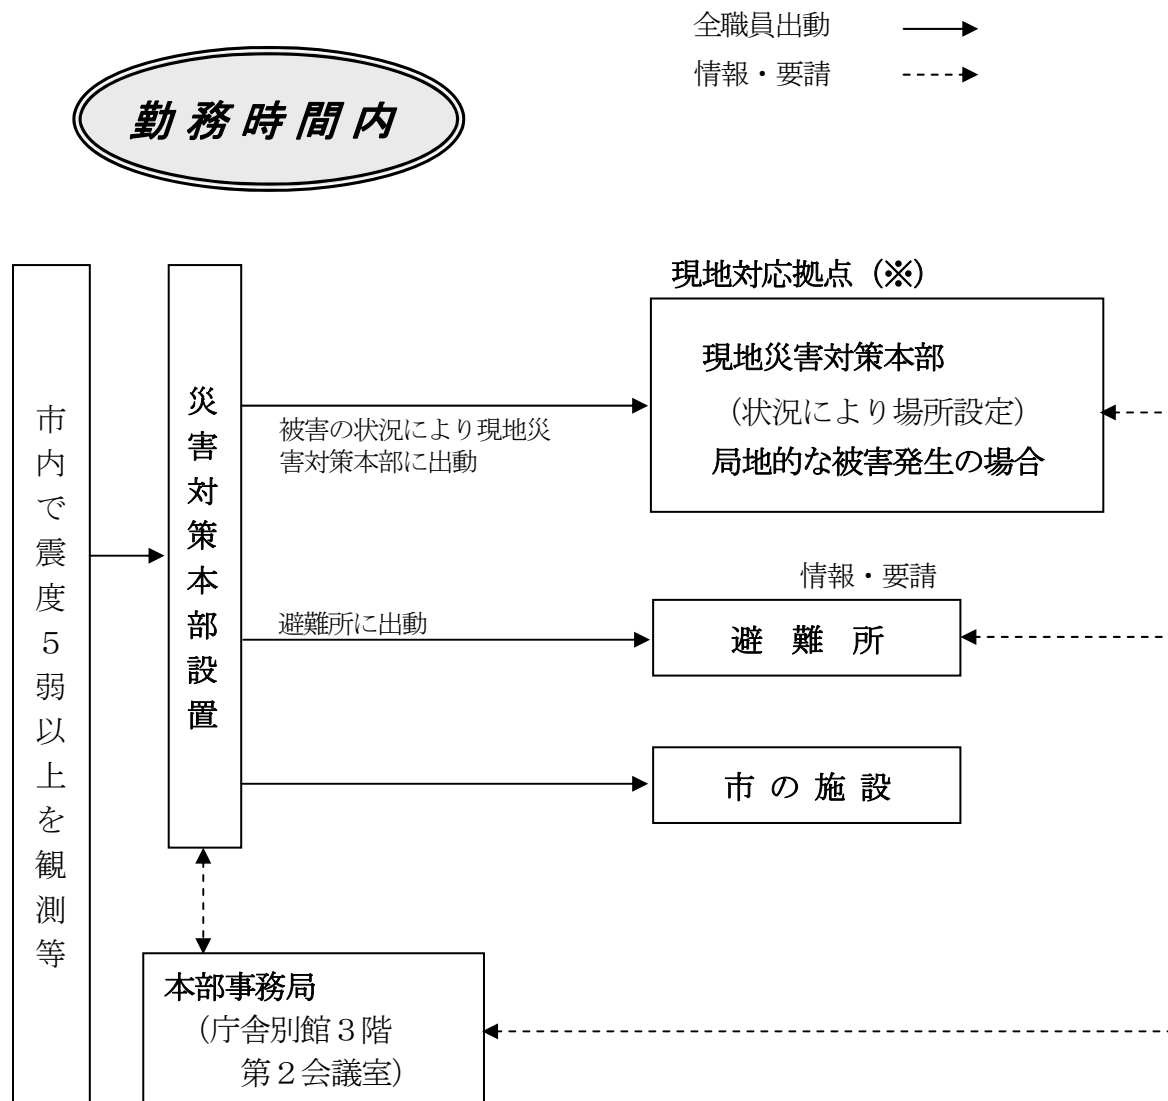 全職員出動
情報・要請
勤務時間内
市内で震度５弱以上を観測等
災害対策本部設置
現地対応拠点（※）
現地災害対策本部
（状況により場所設定）
局地的な被害発生の場合
被害の状況により現地災
害対策本部に出動
情報・要請
避難所に出動
避　難　所
市の施設
本部事務局
（庁舎別館３階
第２会議室）